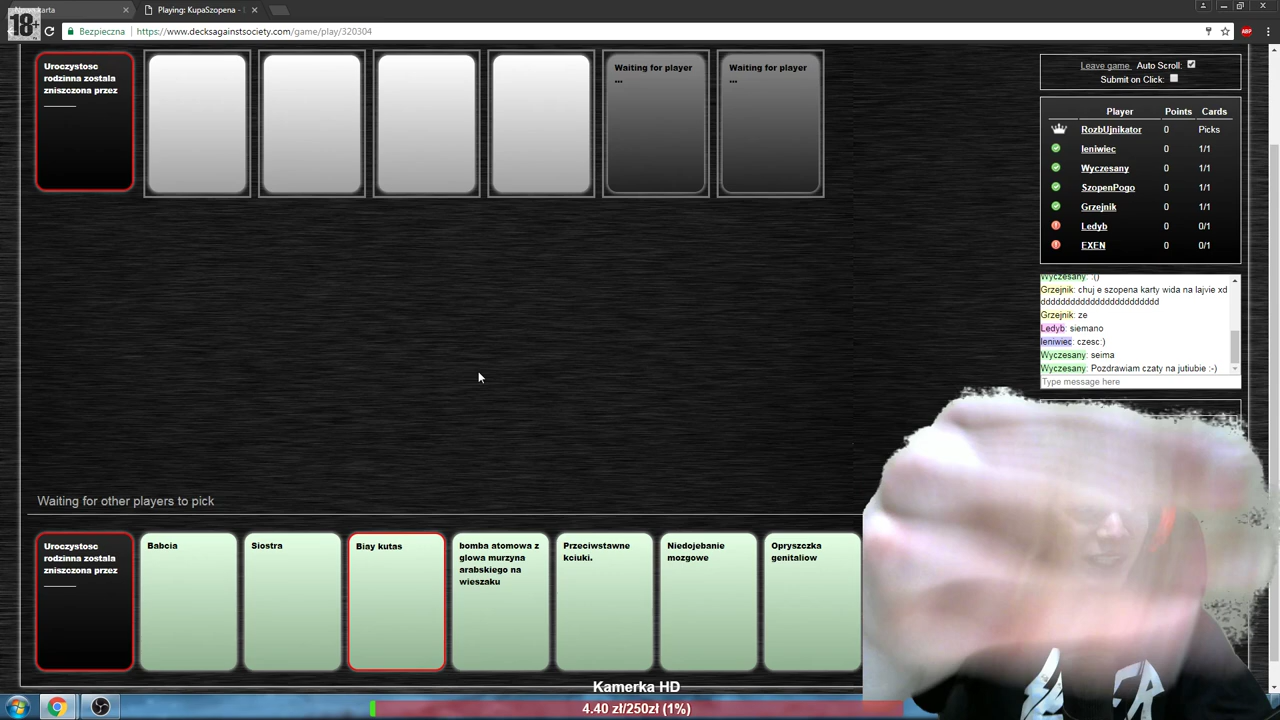 18+
karta
Playing: KupaSzopena -
Bezpieczna
https://www.decksagainstsociety.com/game/play/320304
Uroczystosc
rodzinna zostala
zniszczona przez
Waiting for player
...
Waiting for player
...
Leave game Auto Scroll:
Submit on Click:
Player Points Cards
RozbUjnikator 0 Picks
leniwiec 0 1/1
Wyczesany 0 1/1
SzopenPogo 0 1/1
Grzejnik 0 1/1
Ledyb 0 0/1
EXEN 0 0/1
Wyczesany: :()
Grzejnik: chuj e szopena karty wida na lajvie xd
ddddddddddddddddddddddddd
Grzejnik: ze
Ledyb: siemano
leniwiec: czesc:)
Wyczesany: seima
Wyczesany: Pozdrawiam czaty na jutiubie :-)
Type message here
Waiting for other players to pick
Uroczystosc
rodzinna zostala
zniszczona przez
Babcia
Siostra
Biay kutas
bomba atomowa z
glowa murzyna
arabskiego na
wieszaku
Przeciwstawne
kciuki.
Niedojebanie
mozgowe
Opryszczka
genitaliow
Kamerka HD
4.40 zł/250zł (1%)